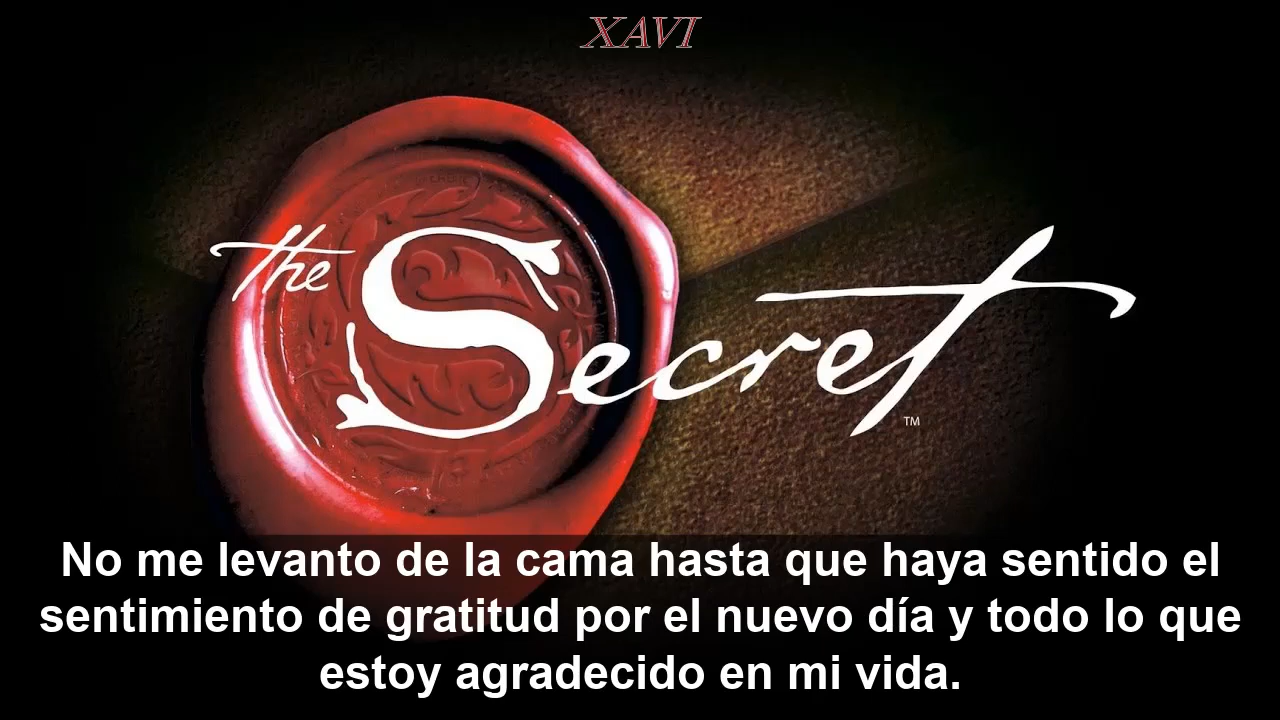 XAVI
the Secret
TM
No me levanto de la cama hasta que haya sentido el
sentimiento de gratitud por el nuevo día y todo lo que
estoy agradecido en mi vida.